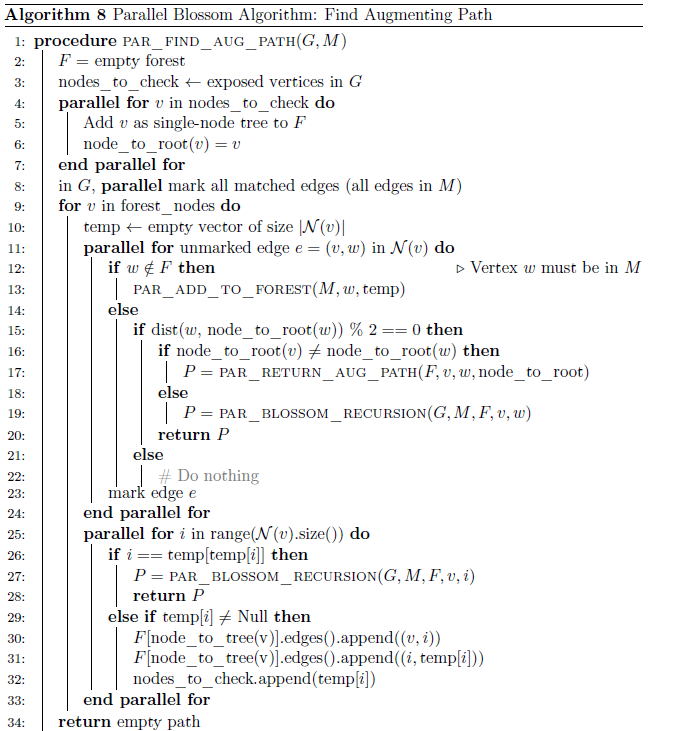 Algorithm 8 Parallel Blossom Algorithm: Find Augmenting Path
1: procedure PAR_FIND_AUG_PATH(G, M)
2: F = empty forest
3: nodes_to_check ← exposed vertices in G
4: parallel for v in nodes_to_check do
5: Add v as single-node tree to F
6: node_to_root(v) = v
7: end parallel for
8: in G, parallel mark all matched edges (all edges in M)
9: for v in forest_nodes do
10: temp ← empty vector of size |𝒩(v)|
11: parallel for unmarked edge e = (v, w) in 𝒩(v) do
12: if w ∉ F then ▷ Vertex w must be in M
13: PAR_ADD_TO_FOREST(M, w, temp)
14: else
15: if dist(w, node_to_root(w)) % 2 == 0 then
16: if node_to_root(v) ≠ node_to_root(w) then
17: P = PAR_RETURN_AUG_PATH(F, v, w, node_to_root)
18: else
19: P = PAR_BLOSSOM_RECURSION(G, M, F, v, w)
20: return P
21: else
22: # Do nothing
23: mark edge e
24: end parallel for
25: parallel for i in range(𝒩(v).size()) do
26: if i == temp[temp[i]] then
27: P = PAR_BLOSSOM_RECURSION(G, M, F, v, i)
28: return P
29: else if temp[i] ≠ Null then
30: F[node_to_tree(v)].edges().append((v, i))
31: F[node_to_tree(v)].edges().append((i, temp[i]))
32: nodes_to_check.append(temp[i])
33: end parallel for
34: return empty path